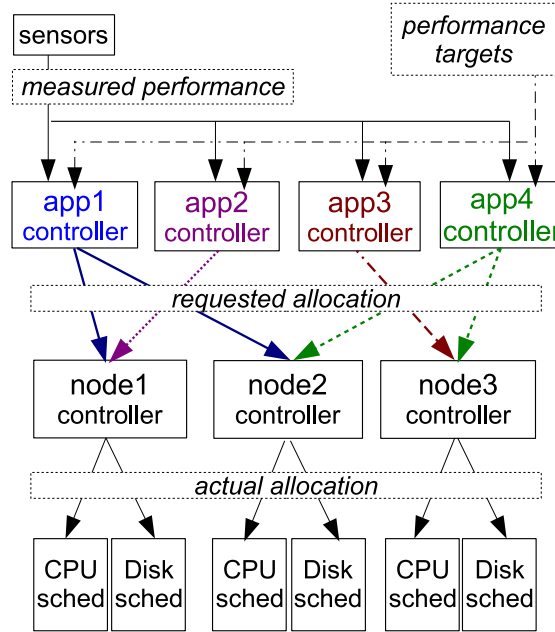 sensors
performance
targets
measured performance
app1
controller
app2
controller
app3
controller
app4
controller
requested allocation
node1
controller
node2
controller
node3
controller
actual allocation
CPU
sched
Disk
sched
CPU
sched
Disk
sched
CPU
sched
Disk
sched